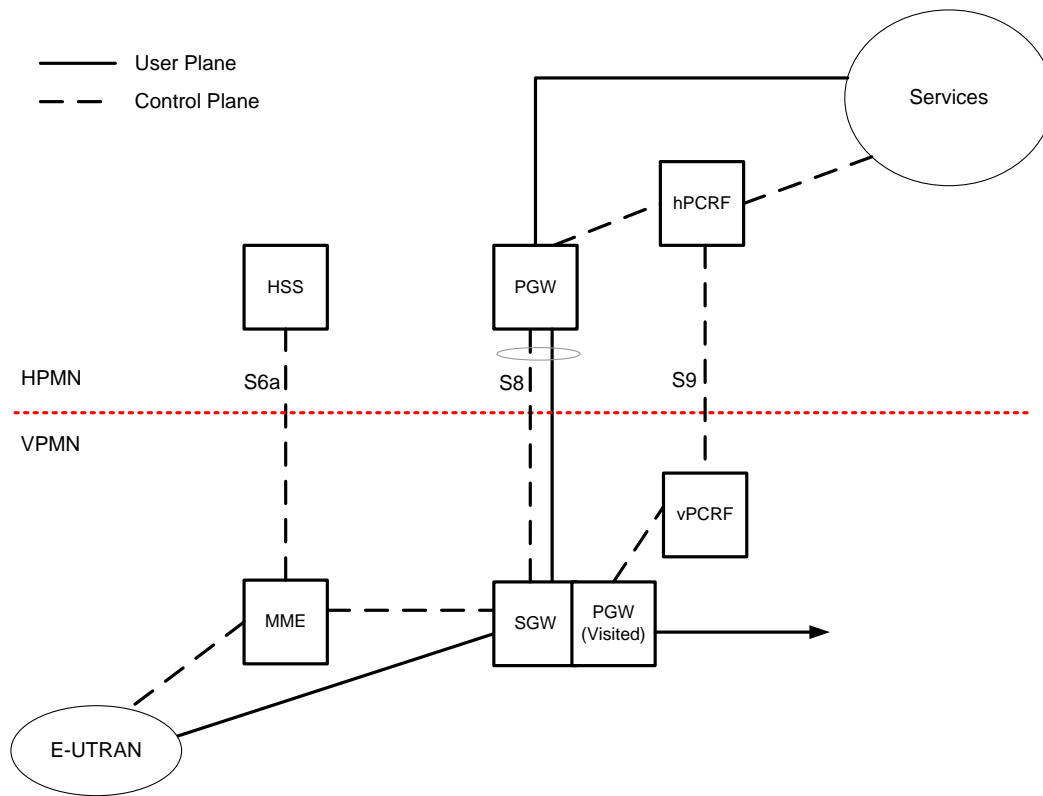 User Plane
Control Plane
Services
hPCRF
HSS
PGW
HPMN
S6a
S8
S9
VPMN
vPCRF
MME
SGW
PGW
(Visited)
E-UTRAN